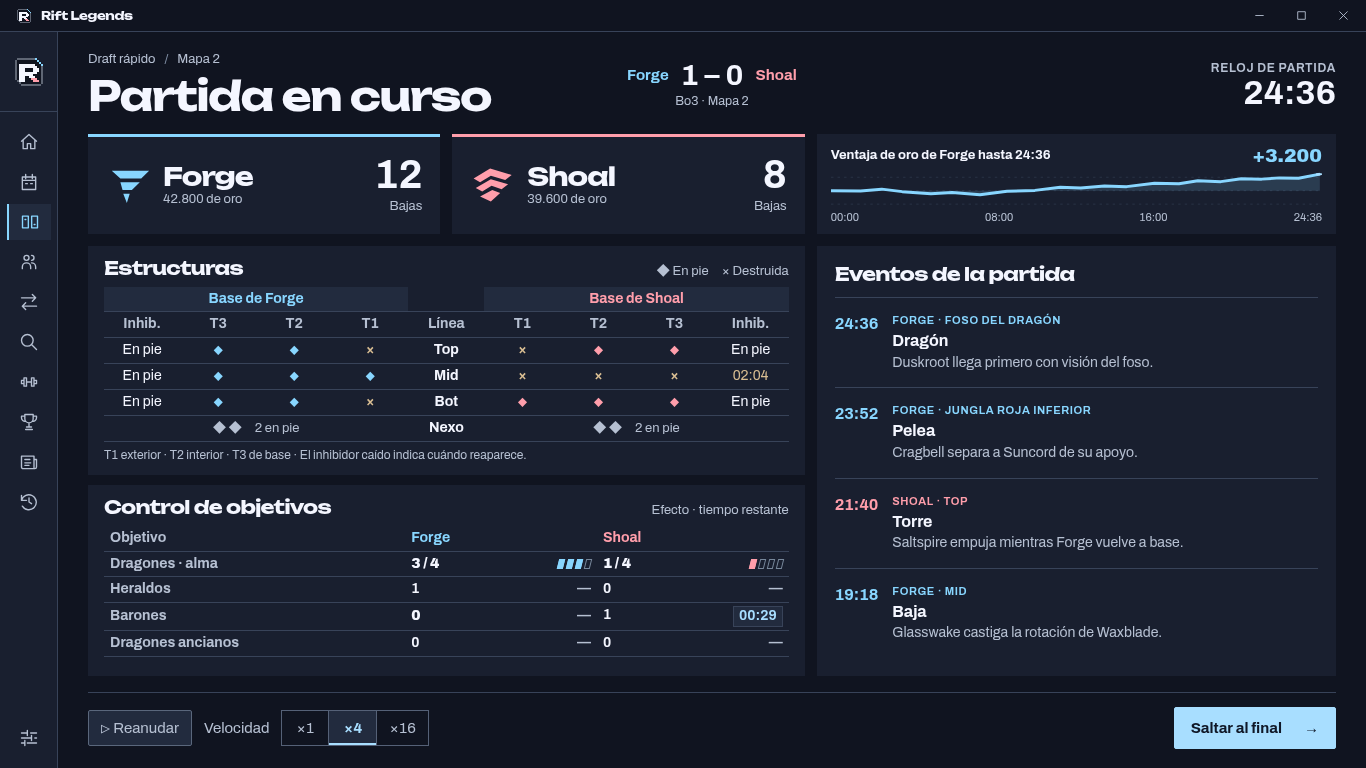 Rift Legends
Draft rápido / Mapa 2
Partida en curso
Forge 1 – 0 Shoal
Bo3 · Mapa 2
RELOJ DE PARTIDA
24:36
Forge
42.800 de oro
12
Bajas
Shoal
39.600 de oro
8
Bajas
Ventaja de oro de Forge hasta 24:36
+3.200
00:00 08:00 16:00 24:36
Estructuras
◆ En pie × Destruida
Base de Forge Base de Shoal
Inhib. T3 T2 T1 Línea T1 T2 T3 Inhib.
En pie ◆ ◆ × Top × ◆ ◆ En pie
En pie ◆ ◆ ◆ Mid × × × 02:04
En pie ◆ ◆ × Bot ◆ ◆ ◆ En pie
◆◆ 2 en pie Nexo ◆◆ 2 en pie
T1 exterior · T2 interior · T3 de base · El inhibidor caído indica cuándo reaparece.
Control de objetivos
Efecto · tiempo restante
Objetivo Forge Shoal
Dragones · alma 3 / 4 1 / 4
Heraldos 1 — 0 —
Barones 0 — 1 00:29
Dragones ancianos 0 — 0 —
Eventos de la partida
24:36 FORGE · FOSO DEL DRAGÓN
Dragón
Duskroot llega primero con visión del foso.
23:52 FORGE · JUNGLA ROJA INFERIOR
Pelea
Cragbell separa a Suncord de su apoyo.
21:40 SHOAL · TOP
Torre
Saltspire empuja mientras Forge vuelve a base.
19:18 FORGE · MID
Baja
Glasswake castiga la rotación de Waxblade.
▷ Reanudar Velocidad ×1 ×4 ×16
Saltar al final →